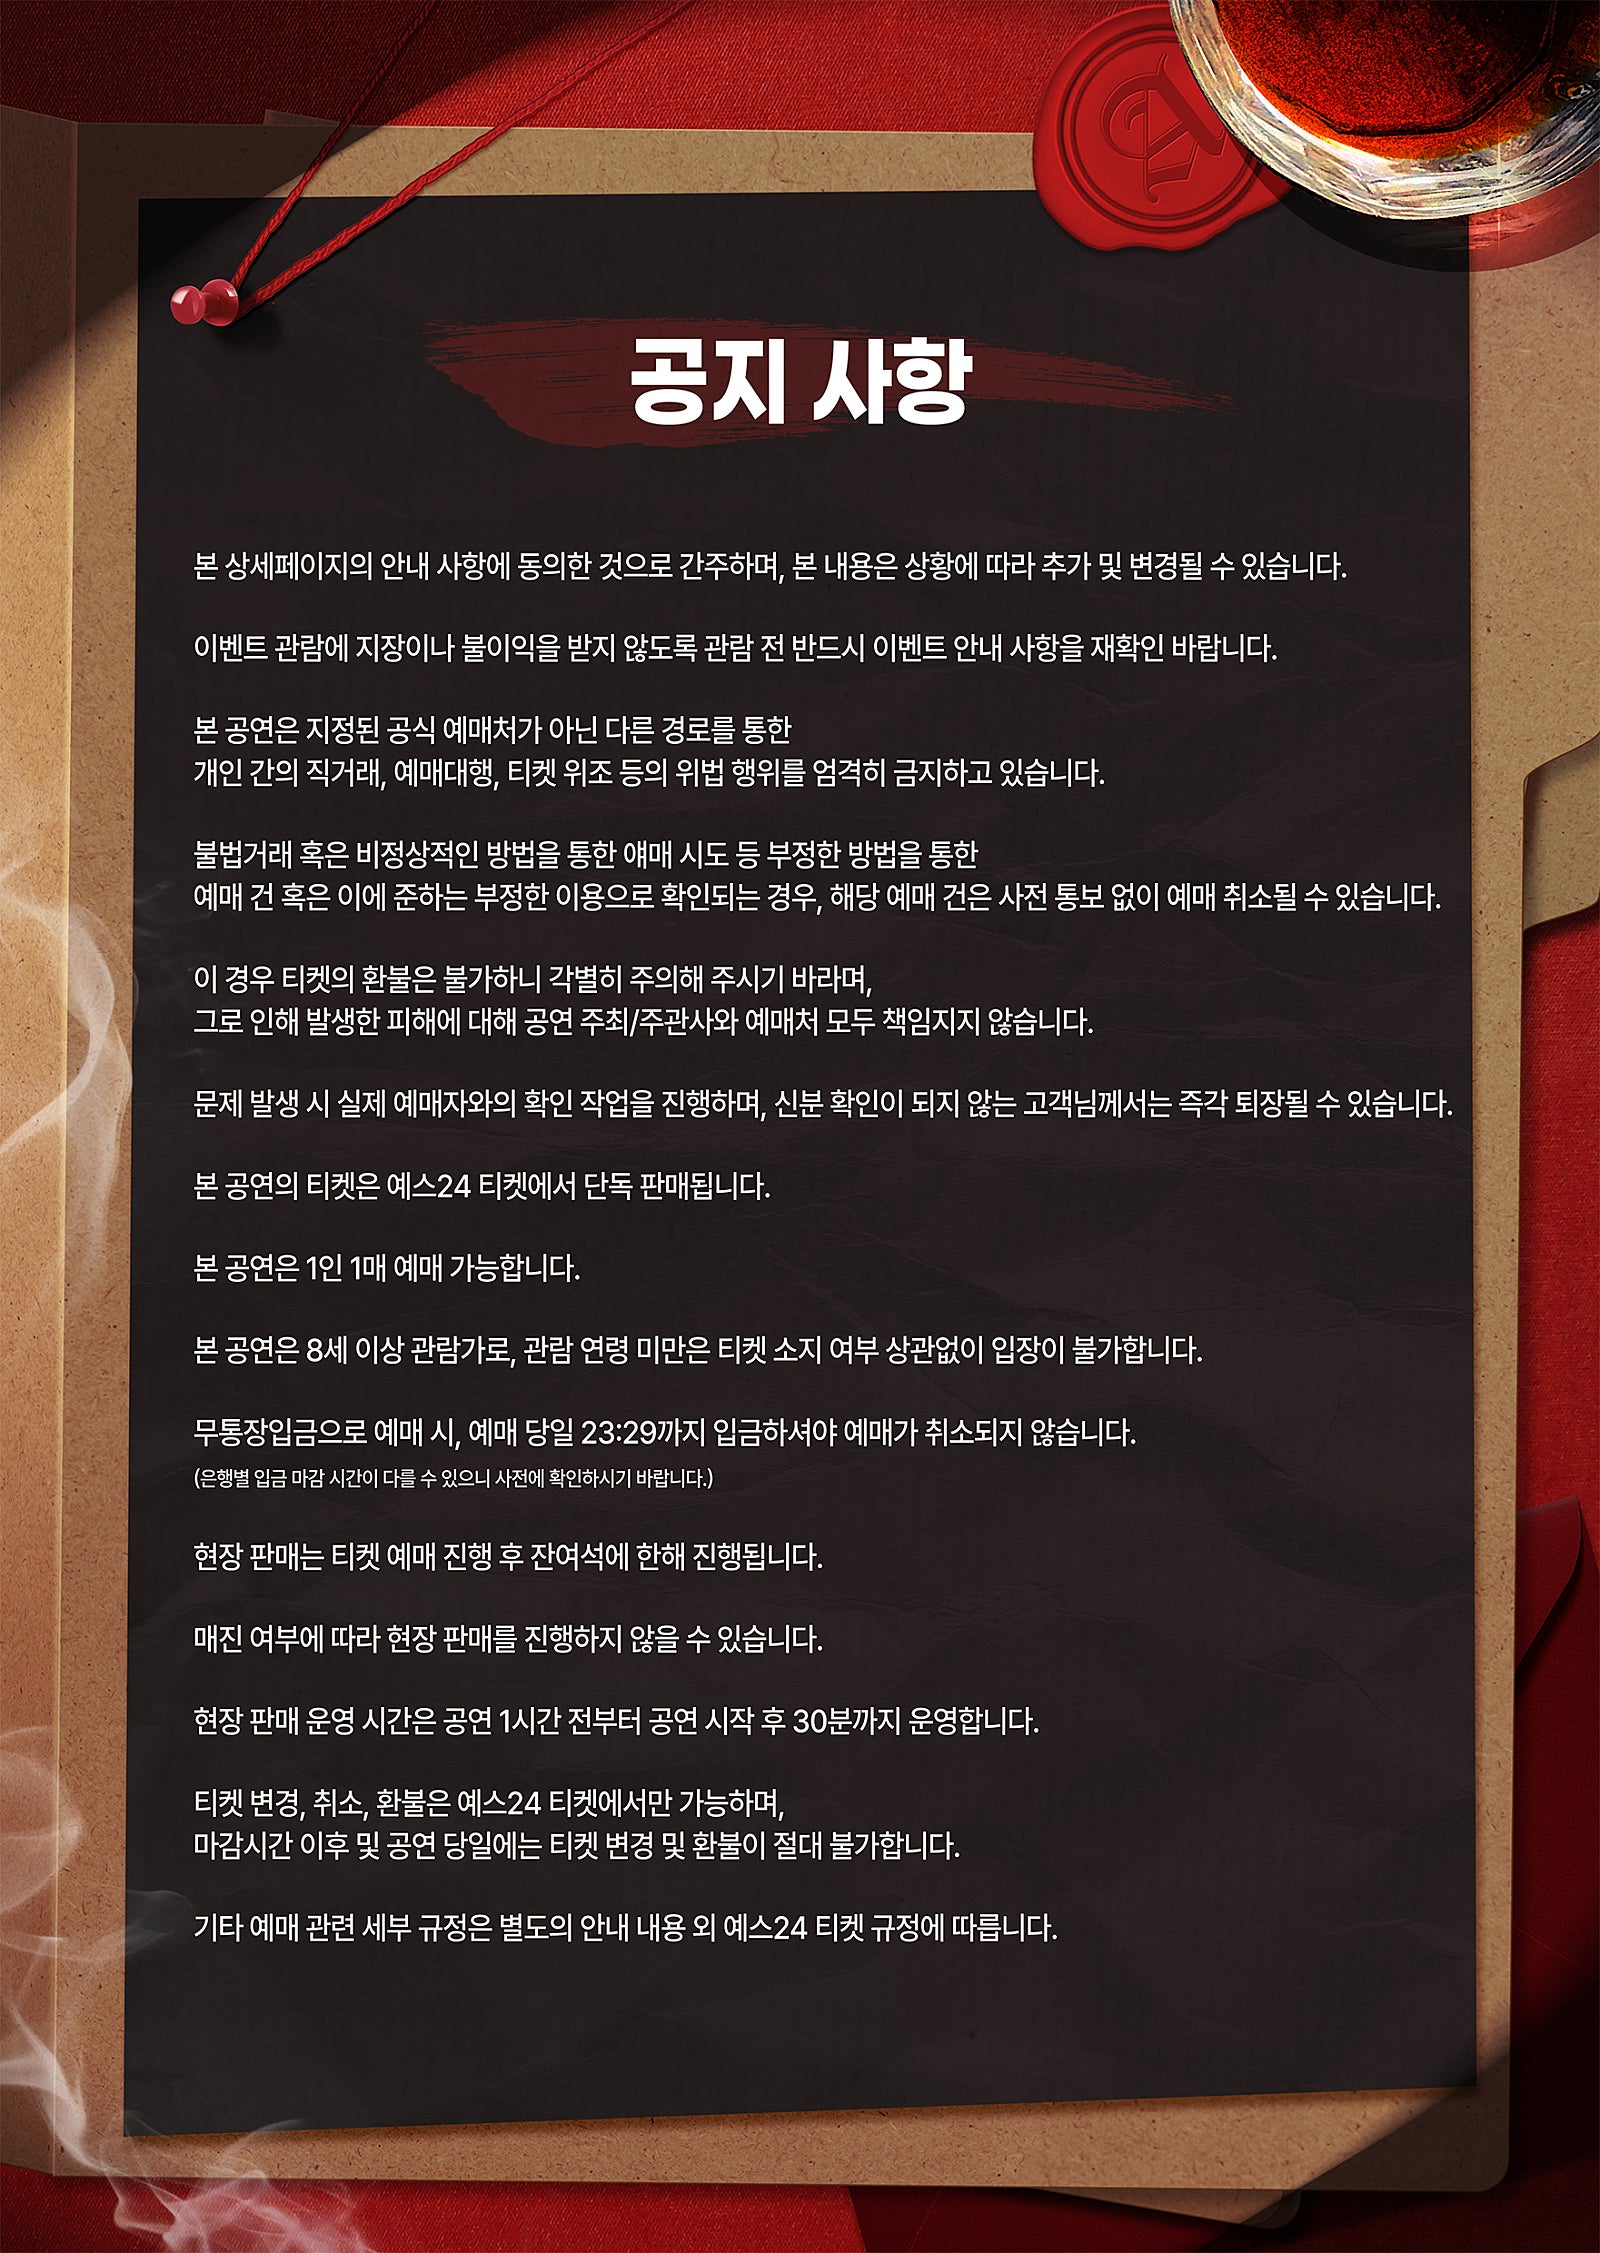 공지 사항
본 상세페이지의 안내 사항에 동의한 것으로 간주하며, 본 내용은 상황에 따라 추가 및 변경될 수 있습니다.
이벤트 관람에 지장이나 불이익을 받지 않도록 관람 전 반드시 이벤트 안내 사항을 재확인 바랍니다.
본 공연은 지정된 공식 예매처가 아닌 다른 경로를 통한
개인 간의 직거래, 예매대행, 티켓 위조 등의 위법 행위를 엄격히 금지하고 있습니다.
불법거래 혹은 비정상적인 방법을 통한 얘매 시도 등 부정한 방법을 통한
예매 건 혹은 이에 준하는 부정한 이용으로 확인되는 경우, 해당 예매 건은 사전 통보 없이 예매 취소될 수 있습니다.
이 경우 티켓의 환불은 불가하니 각별히 주의해 주시기 바라며,
그로 인해 발생한 피해에 대해 공연 주최/주관사와 예매처 모두 책임지지 않습니다.
문제 발생 시 실제 예매자와의 확인 작업을 진행하며, 신분 확인이 되지 않는 고객님께서는 즉각 퇴장될 수 있습니다.
본 공연의 티켓은 예스24 티켓에서 단독 판매됩니다.
본 공연은 1인 1매 예매 가능합니다.
본 공연은 8세 이상 관람가로, 관람 연령 미만은 티켓 소지 여부 상관없이 입장이 불가합니다.
무통장입금으로 예매 시, 예매 당일 23:29까지 입금하셔야 예매가 취소되지 않습니다.
(은행별 입금 마감 시간이 다를 수 있으니 사전에 확인하시기 바랍니다.)
현장 판매는 티켓 예매 진행 후 잔여석에 한해 진행됩니다.
매진 여부에 따라 현장 판매를 진행하지 않을 수 있습니다.
현장 판매 운영 시간은 공연 1시간 전부터 공연 시작 후 30분까지 운영합니다.
티켓 변경, 취소, 환불은 예스24 티켓에서만 가능하며,
마감시간 이후 및 공연 당일에는 티켓 변경 및 환불이 절대 불가합니다.
기타 예매 관련 세부 규정은 별도의 안내 내용 외 예스24 티켓 규정에 따릅니다.